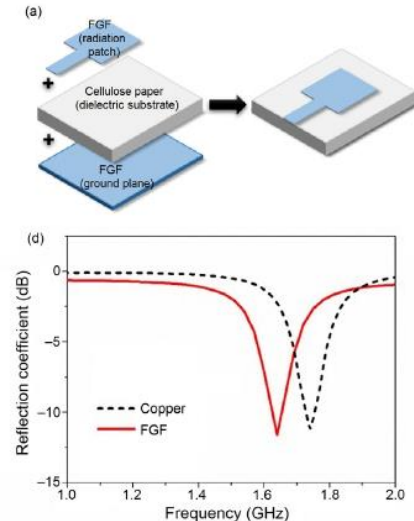 (a)
FGF
(radiation
patch)
+
Cellulose paper
(dielectric substrate)
+
FGF
(ground plane)
(d)
Reflection coefficient (dB)
0
−5
−10
−15
Copper
FGF
1.0 1.2 1.4 1.6 1.8 2.0
Frequency (GHz)